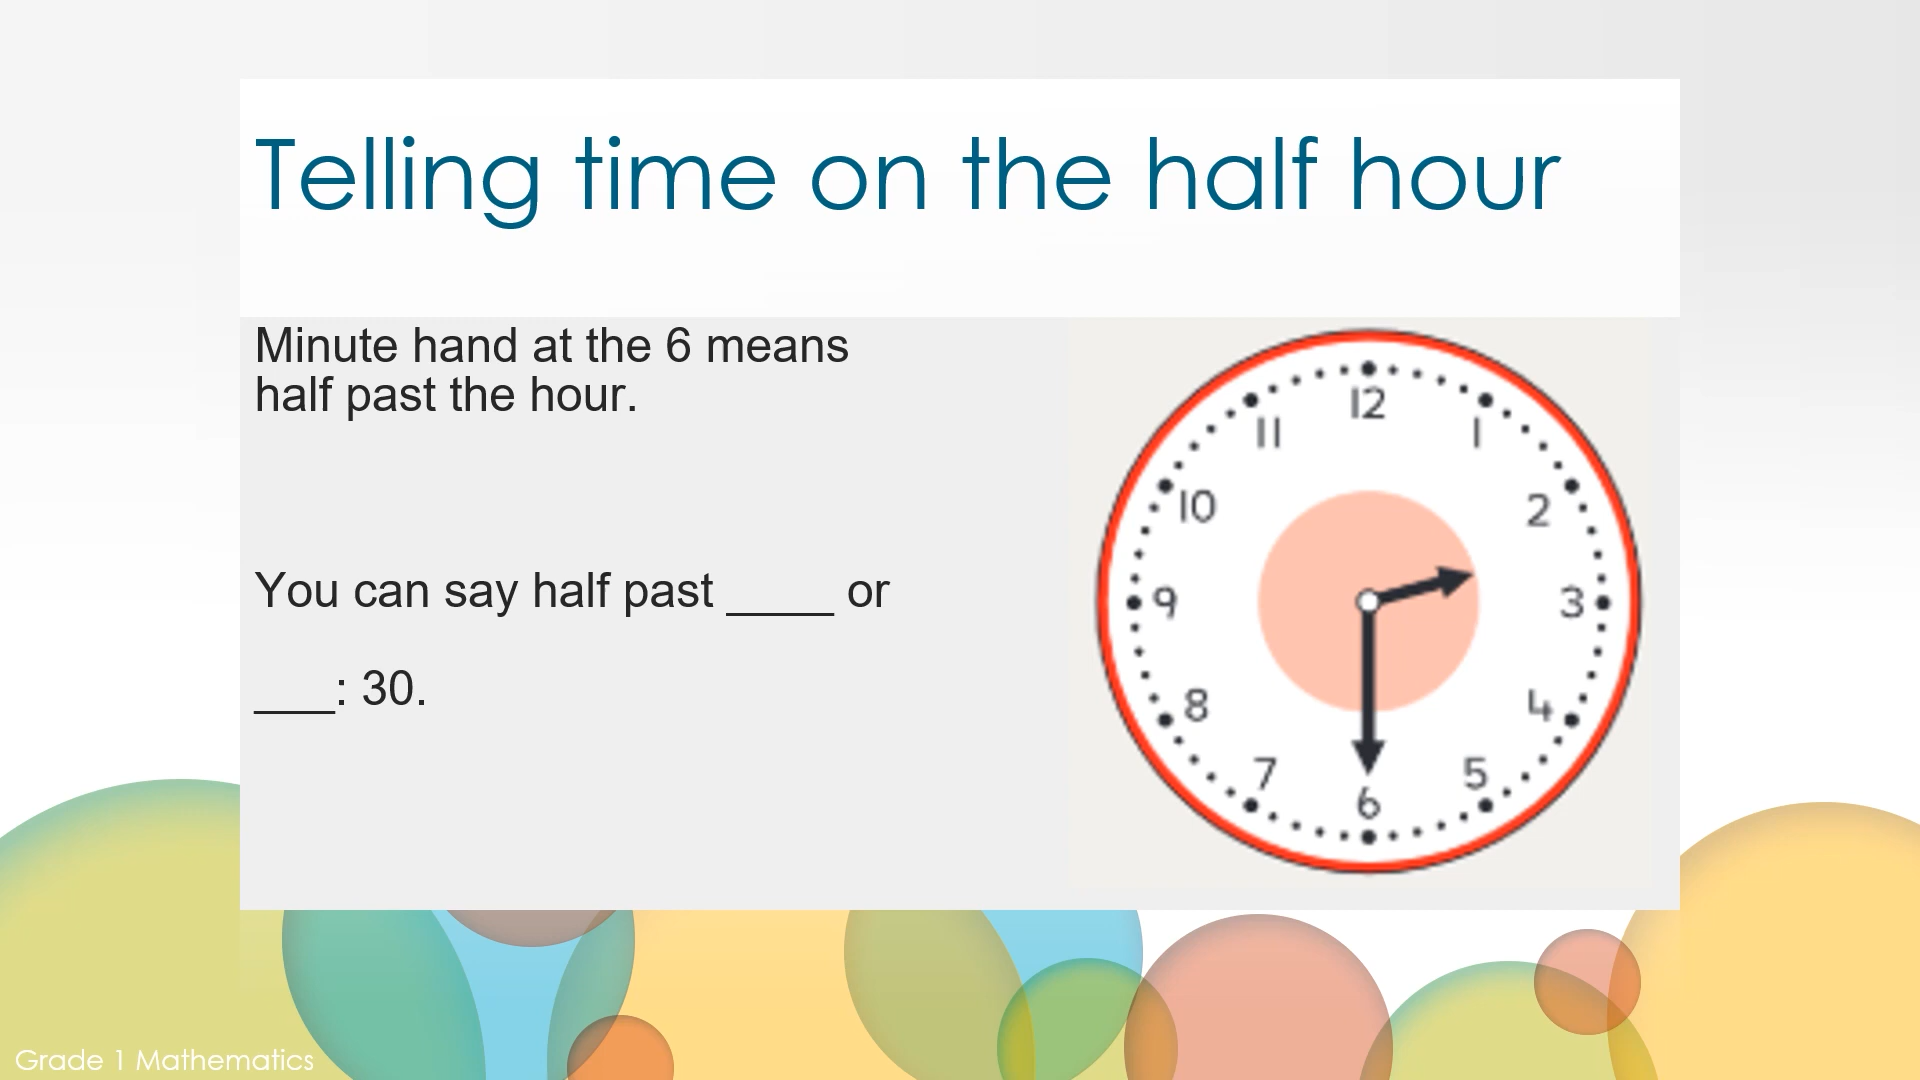 Telling time on the half hour
Minute hand at the 6 means
half past the hour.
You can say half past ____ or
___: 30.
12
11
1
10
2
9
3
8
4
7
5
6
Grade 1 Mathematics